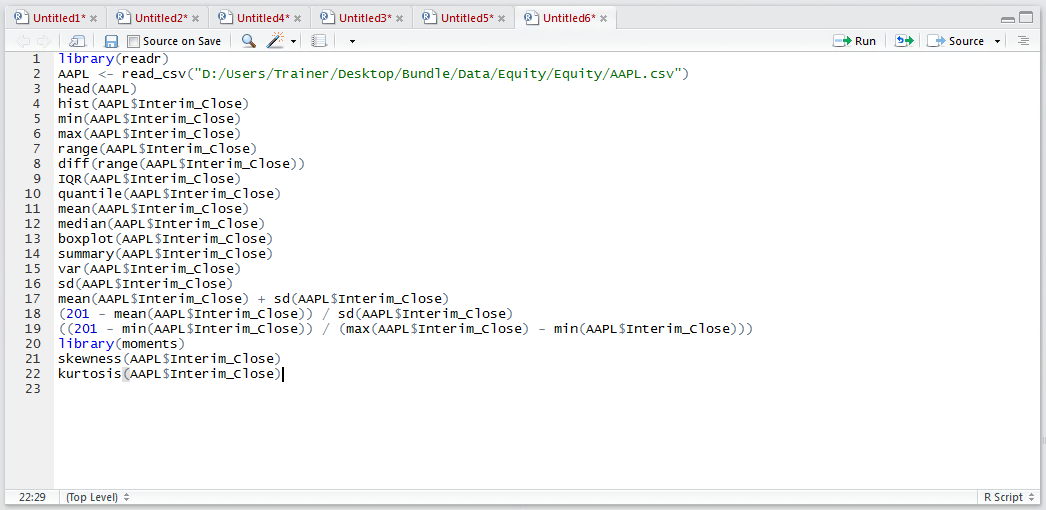 Untitled1* Untitled2* Untitled4* Untitled3* Untitled5* Untitled6*
Source on Save Run Source
1 library(readr)
2 AAPL <- read_csv("D:/Users/Trainer/Desktop/Bundle/Data/Equity/Equity/AAPL.csv")
3 head(AAPL)
4 hist(AAPL$Interim_Close)
5 min(AAPL$Interim_Close)
6 max(AAPL$Interim_Close)
7 range(AAPL$Interim_Close)
8 diff(range(AAPL$Interim_Close))
9 IQR(AAPL$Interim_Close)
10 quantile(AAPL$Interim_Close)
11 mean(AAPL$Interim_Close)
12 median(AAPL$Interim_Close)
13 boxplot(AAPL$Interim_Close)
14 summary(AAPL$Interim_Close)
15 var(AAPL$Interim_Close)
16 sd(AAPL$Interim_Close)
17 mean(AAPL$Interim_Close) + sd(AAPL$Interim_Close)
18 (201 - mean(AAPL$Interim_Close)) / sd(AAPL$Interim_Close)
19 ((201 - min(AAPL$Interim_Close)) / (max(AAPL$Interim_Close) - min(AAPL$Interim_Close)))
20 library(moments)
21 skewness(AAPL$Interim_Close)
22 kurtosis(AAPL$Interim_Close)
23
22:29 (Top Level) R Script